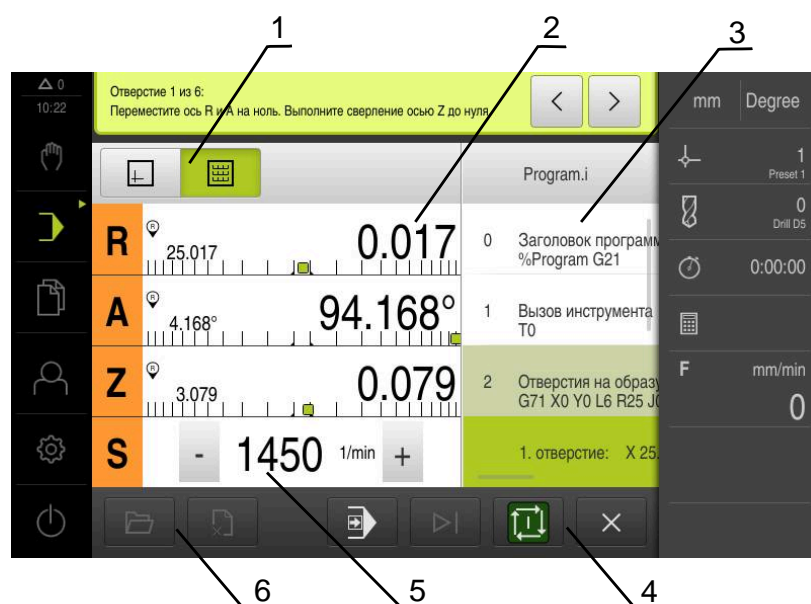 1
2
3
0
10:22
Отверстие 1 из 6:
Переместите ось R и A на ноль. Выполните сверление осью Z до нуля
mm Degree
1
Preset 1
0
Drill D5
0:00:00
F mm/min
0
Program.i
R
R
25.017
0.017
0 Заголовок програм
%Program G21
A
R
4.168°
94.168°
1 Вызов инструмента
T0
Z
R
3.079
0.079
2 Отверстия на образ
G71 X0 Y0 L6 R25 J0
S
-
1450
1/min
+
1. отверстие: X 25.
6
5
4